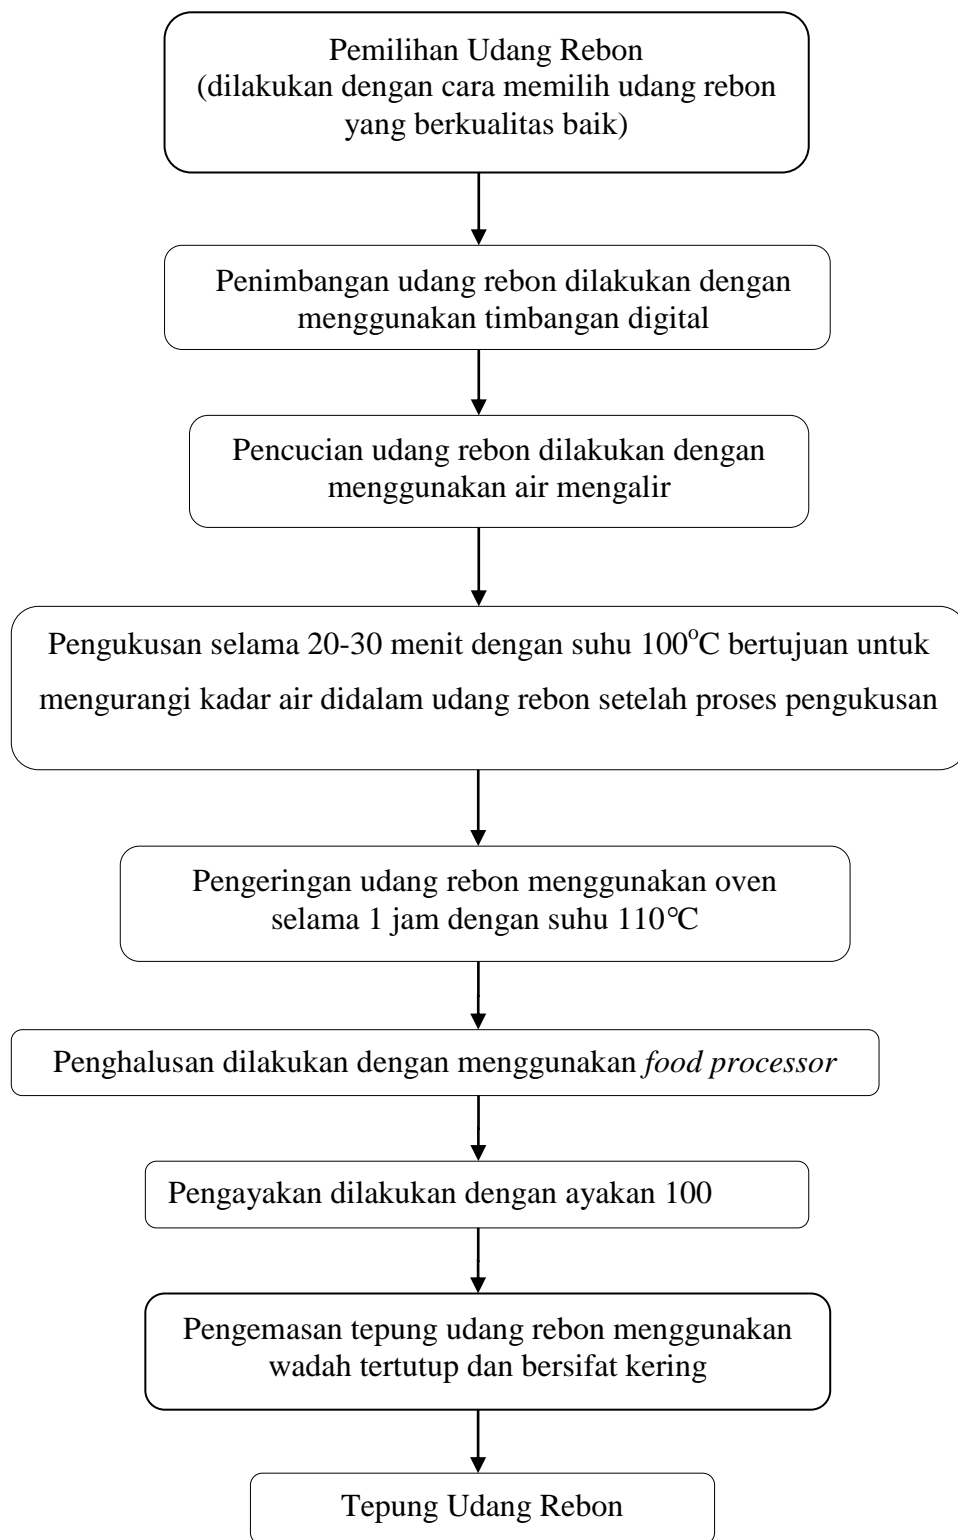 Pemilihan Udang Rebon
(dilakukan dengan cara memilih udang rebon
yang berkualitas baik)
Penimbangan udang rebon dilakukan dengan
menggunakan timbangan digital
Pencucian udang rebon dilakukan dengan
menggunakan air mengalir
Pengukusan selama 20-30 menit dengan suhu 100°C bertujuan untuk
mengurangi kadar air didalam udang rebon setelah proses pengukusan
Pengeringan udang rebon menggunakan oven
selama 1 jam dengan suhu 110℃
Penghalusan dilakukan dengan menggunakan food processor
Pengayakan dilakukan dengan ayakan 100
Pengemasan tepung udang rebon menggunakan
wadah tertutup dan bersifat kering
Tepung Udang Rebon